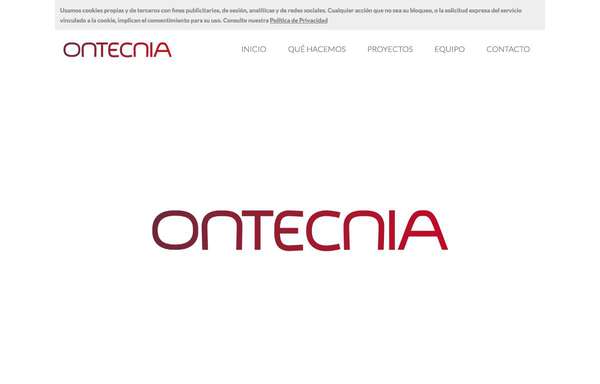 Usamos cookies propias y de terceros con fines publicitarios, de sesión, analíticas y de redes sociales. Cualquier acción que no sea su bloqueo, o la solicitud expresa del servicio
vinculado a la cookie, implican el consentimiento para su uso. Consulte nuestra Política de Privacidad
ONTECNIA INICIO QUÉ HACEMOS PROYECTOS EQUIPO CONTACTO
ONTECNIA